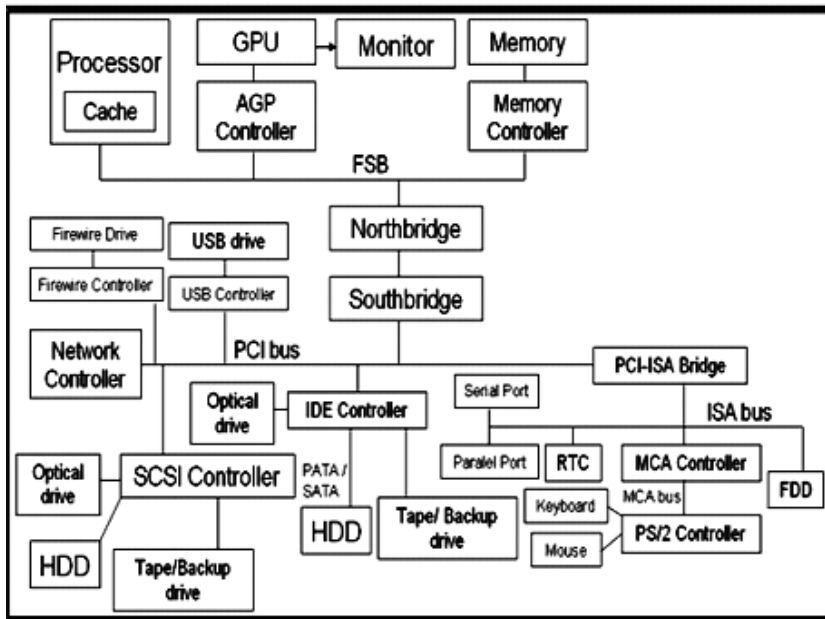 GPU
Monitor
Memory
Processor
Cache
AGP
Controller
Memory
Controller
FSB
Northbridge
Firewire Drive
USB drive
Firewire Controller
USB Controller
Southbridge
PCI bus
Network
Controller
PCI-ISA Bridge
Optical
drive
IDE Controller
Serial Port
ISA bus
Paralel Port
RTC
MCA Controller
FDD
Optical
drive
SCSI Controller
PATA /
SATA
MCA bus
Keyboard
HDD
Tape/ Backup
drive
PS/2 Controller
Mouse
HDD
Tape/Backup
drive